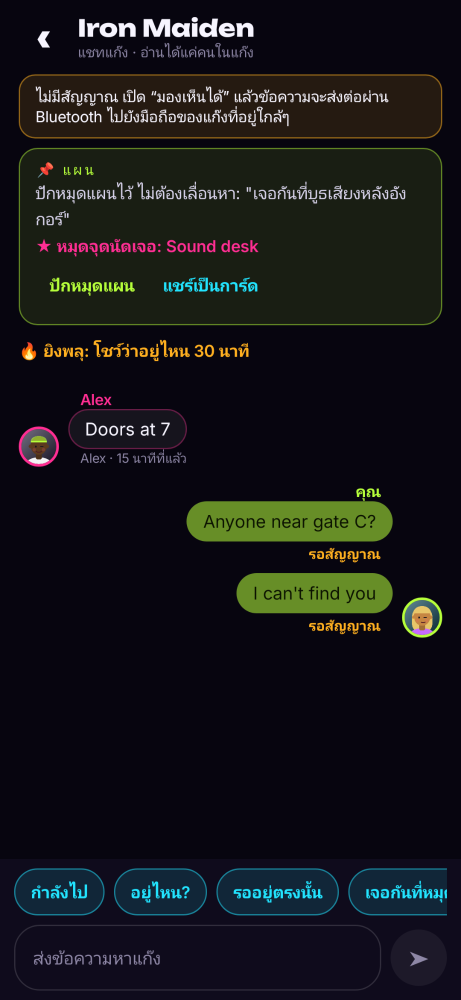 Iron Maiden
แชทแก๊ง · อ่านได้แค่คนในแก๊ง
ไม่มีสัญญาณ เปิด “มองเห็นได้” แล้วข้อความจะส่งต่อผ่าน
Bluetooth ไปยังมือถือของแก๊งที่อยู่ใกล้ๆ
📌 แผน
ปักหมุดแผนไว้ ไม่ต้องเลื่อนหา: "เจอกันที่บูธเสียงหลังอัง
กอร์"
★ หมุดจุดนัดเจอ: Sound desk
ปักหมุดแผน แชร์เป็นการ์ด
🔥 ยิงพลุ: โชว์ว่าอยู่ไหน 30 นาที
Alex
Doors at 7
Alex · 15 นาทีที่แล้ว
คุณ
Anyone near gate C?
รอสัญญาณ
I can't find you
รอสัญญาณ
กำลังไป อยู่ไหน? รออยู่ตรงนั้น เจอกันที่หมุด
ส่งข้อความหาแก๊ง